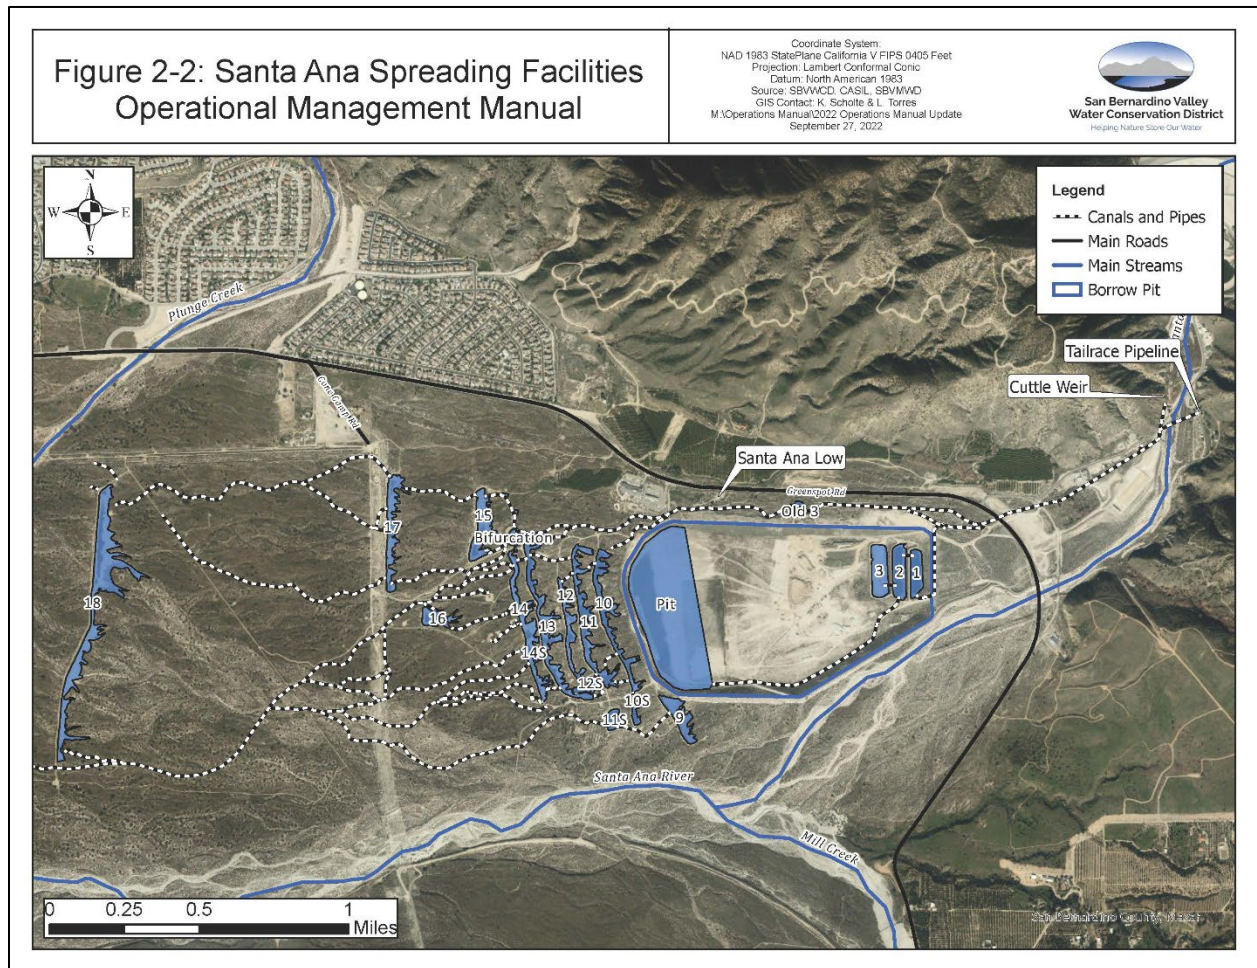 Figure 2-2: Santa Ana Spreading Facilities
Operational Management Manual
Coordinate System:
NAD 1983 StatePlane California V FIPS 0405 Feet
Projection: Lambert Conformal Conic
Datum: North American 1983
Source: SBVWCD, CASIL, SBVMWD
GIS Contact: K. Scholte & L. Torres
M:\Operations Manual\2022 Operations Manual Update
September 27, 2022
San Bernardino Valley
Water Conservation District
Helping Nature Store Our Water
N
W
E
S
Legend
Canals and Pipes
Main Roads
Main Streams
Borrow Pit
Plunge Creek
Tailrace Pipeline
Cuttle Weir
Santa Ana Low
Greenspot Rd
Old 3
15
Bifurcation
17
3
2
1
18
16
14
13
12
11
10
Pit
14S
12S
10S
11S
9
Santa Ana River
Mill Creek
0
0.25
0.5
1
Miles
San Bernardino County, Maxar